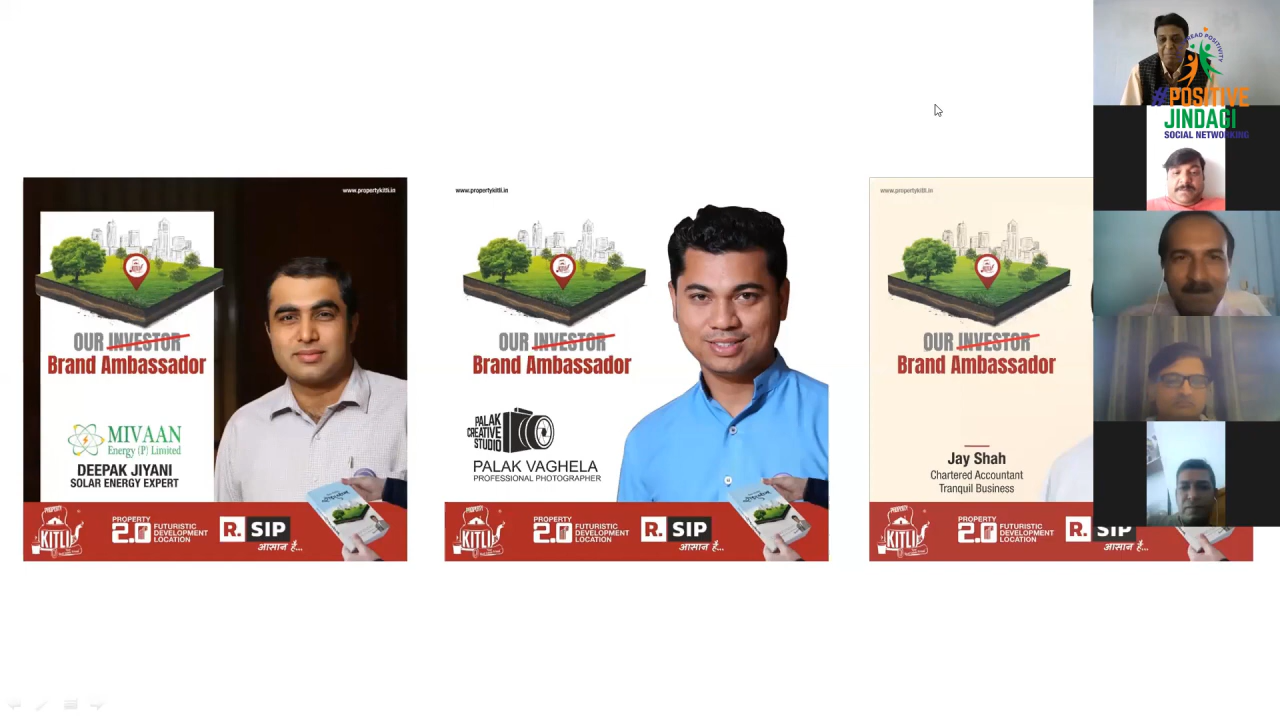 www.propertykitli.in
OUR INVESTOR
Brand Ambassador
MIVAAN
Energy (P) Limited
DEEPAK JIYANI
SOLAR ENERGY EXPERT
PROPERTY
KITLI
PROPERTY
2.0
FUTURISTIC
DEVELOPMENT
LOCATION
R. SIP
आसान है...
www.propertykitli.in
OUR INVESTOR
Brand Ambassador
PALAK
CREATIVE
STUDIO
PALAK VAGHELA
PROFESSIONAL PHOTOGRAPHER
PROPERTY
KITLI
PROPERTY
2.0
FUTURISTIC
DEVELOPMENT
LOCATION
R. SIP
आसान है...
www.propertykitli.in
OUR INVESTOR
Brand Ambassador
Jay Shah
Chartered Accountant
Tranquil Business
PROPERTY
KITLI
PROPERTY
2.0
FUTURISTIC
DEVELOPMENT
LOCATION
R. SIP
आसान है...
POSITIVITY
#POSITIVE
JINDAGI
SOCIAL NETWORKING